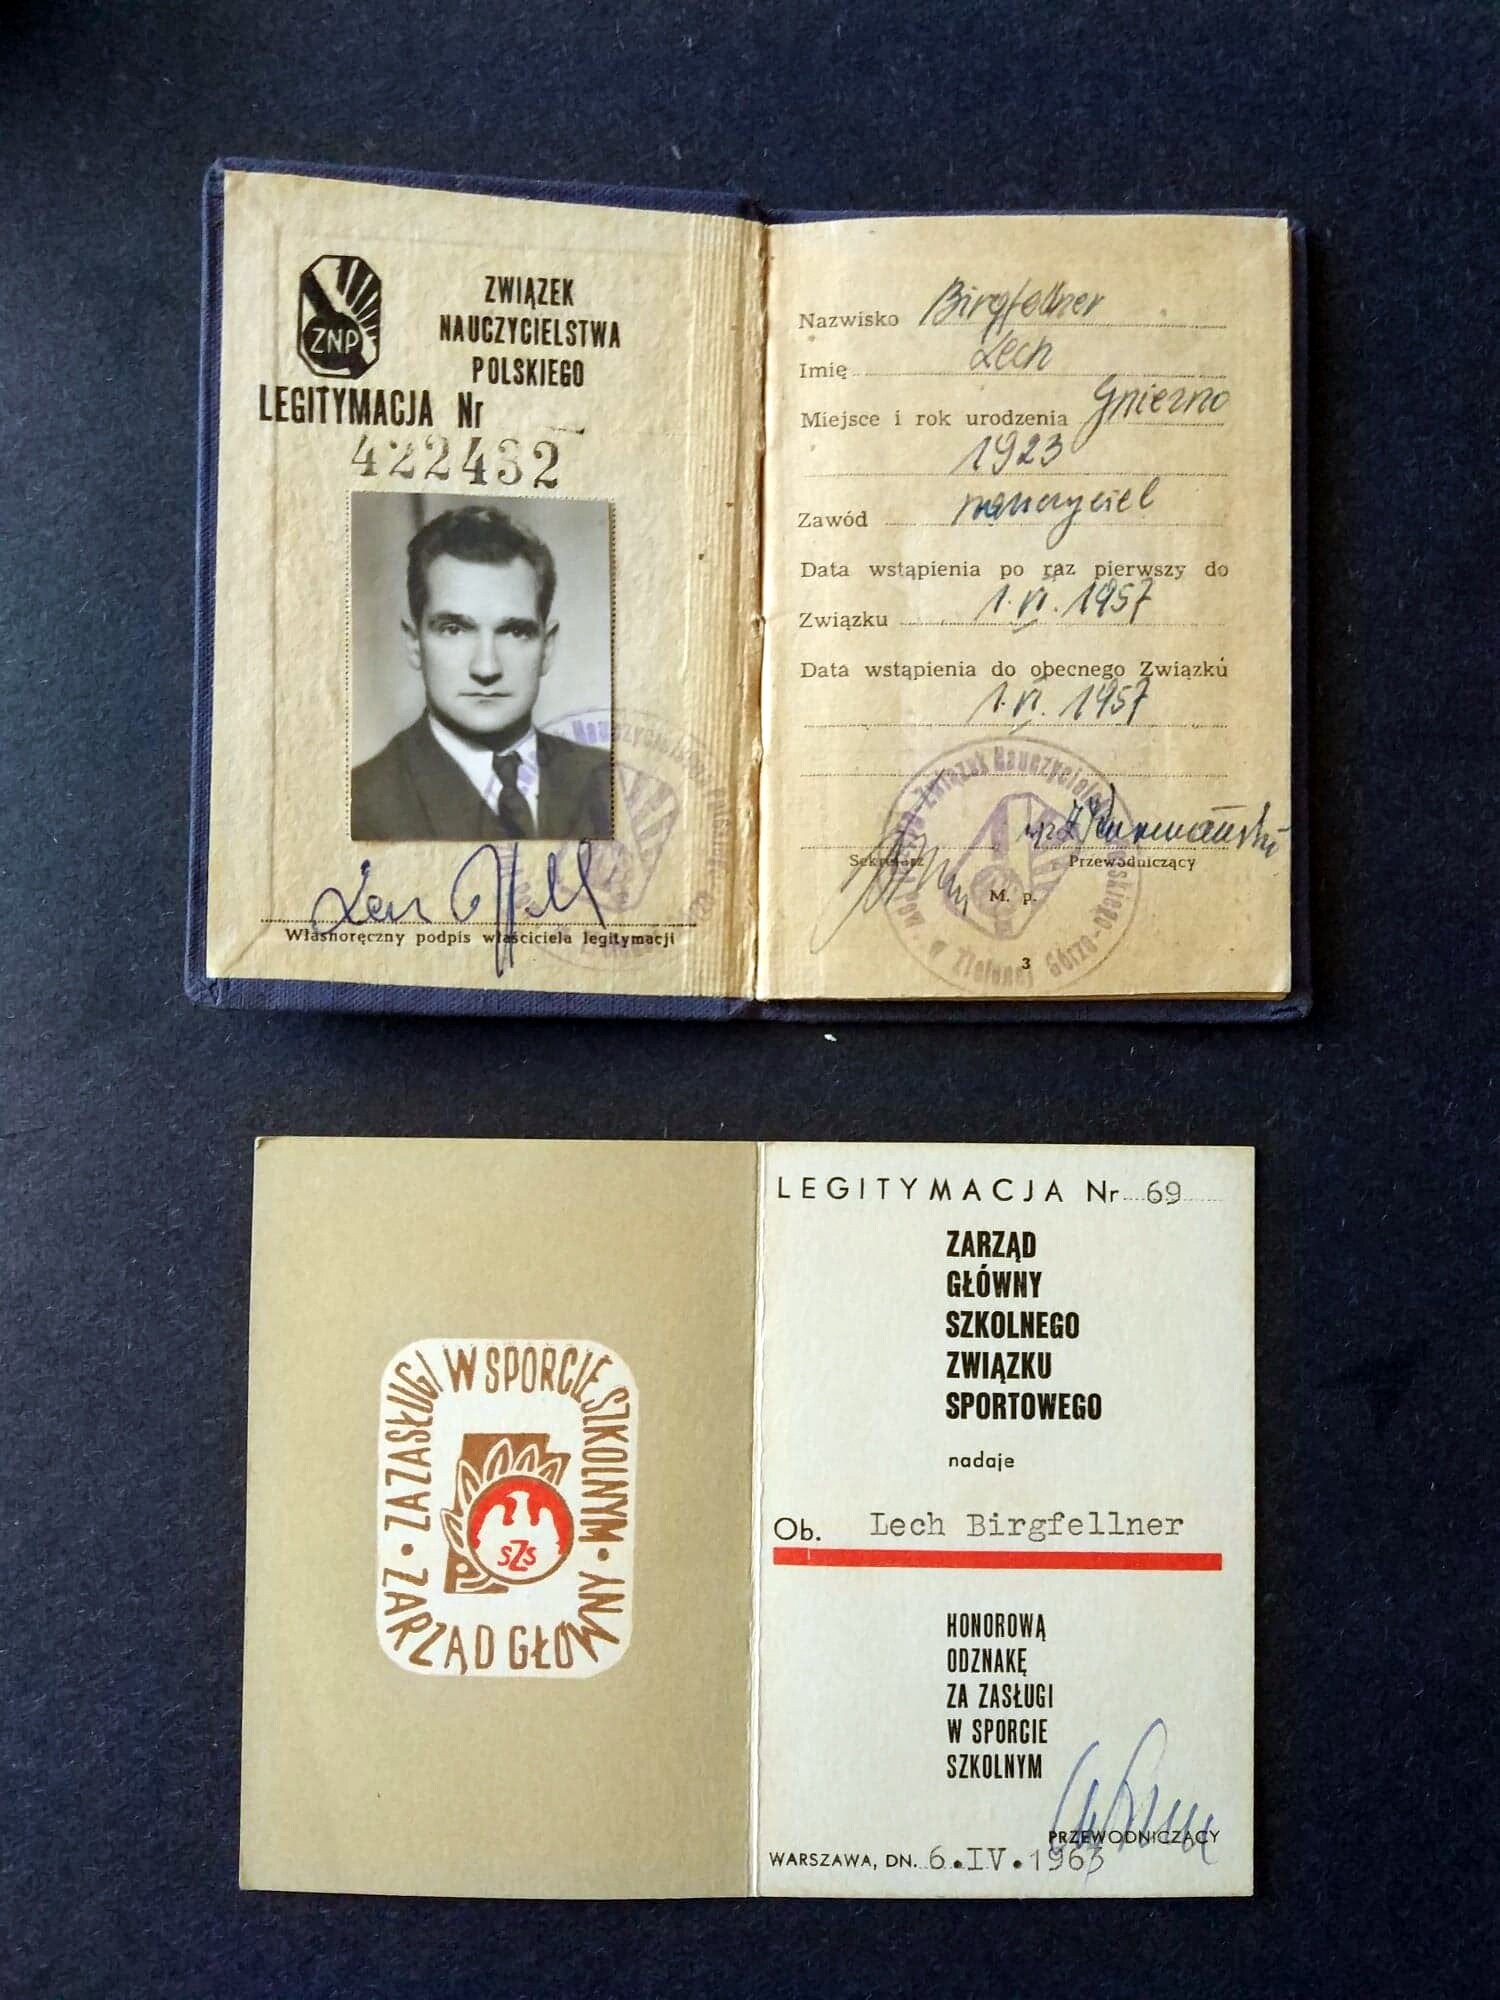 ZNP
ZWIĄZEK
NAUCZYCIELSTWA
POLSKIEGO
LEGITYMACJA Nr
422432
Własnoręczny podpis właściciela legitymacji
Nazwisko Birgfellner
Imię Lech
Miejsce i rok urodzenia Gniezno
1923
Zawód nauczyciel
Data wstąpienia po raz pierwszy do
Związku 1.VI.1957
Data wstąpienia do obecnego Związku
1.VI.1957
Sekretarz Przewodniczący
M. p.
3
ZA ZASŁUGI W SPORCIE SZKOLNYM • ZARZĄD GŁÓWNY •
SZS
LEGITYMACJA Nr 69
ZARZĄD
GŁÓWNY
SZKOLNEGO
ZWIĄZKU
SPORTOWEGO
nadaje
Ob. Lech Birgfellner
HONOROWĄ
ODZNAKĘ
ZA ZASŁUGI
W SPORCIE
SZKOLNYM
PRZEWODNICZĄCY
WARSZAWA, DN. 6.IV.1963